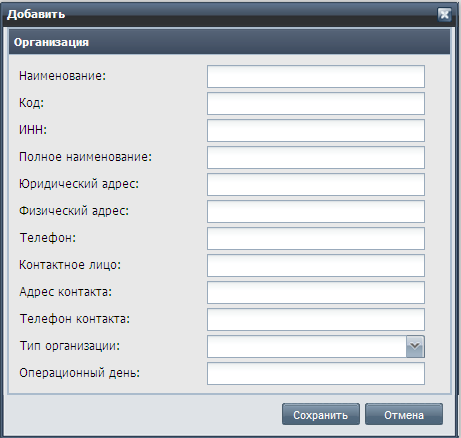 Добавить
Организация
Наименование:
Код:
ИНН:
Полное наименование:
Юридический адрес:
Физический адрес:
Телефон:
Контактное лицо:
Адрес контакта:
Телефон контакта:
Тип организации:
Операционный день:
Сохранить Отмена